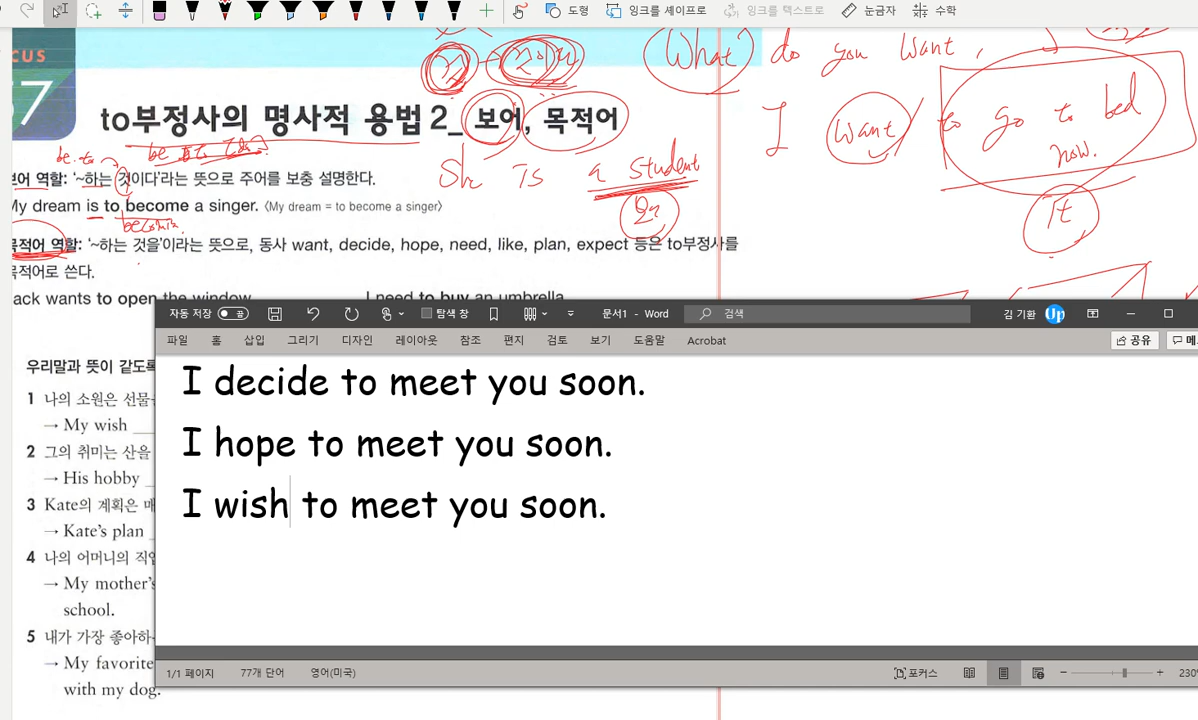 도형 잉크를 셰이프로 잉크를 텍스트로 눈금자 수학
CUS
7
to부정사의 명사적 용법 2_ 보어, 목적어
What do you want,
I want to go to bed
now.
It
be to
She is a student
보어 역할: '~하는 것이다'라는 뜻으로 주어를 보충 설명한다.
My dream is to become a singer. 〈My dream = to become a singer〉
목적어 역할: '~하는 것을'이라는 뜻으로, 동사 want, decide, hope, need, like, plan, expect 등은 to부정사를
목적어로 쓴다.
ack wants to open the window. I need to buy an umbrella.
자동 저장 끔 탐색 창 문서1 - Word 검색 김 기환
파일 홈 삽입 그리기 디자인 레이아웃 참조 편지 검토 보기 도움말 Acrobat 공유 메
I decide to meet you soon.
I hope to meet you soon.
I wish to meet you soon.
1/1 페이지 77개 단어 영어(미국) 포커스 230%
우리말과 뜻이 같도록
1 나의 소원은 선물
→ My wish
2 그의 취미는 산을
→ His hobby
3 Kate의 계획은 매
→ Kate's plan
4 나의 어머니의 직업
→ My mother's
school.
5 내가 가장 좋아하
→ My favorite
with my dog.